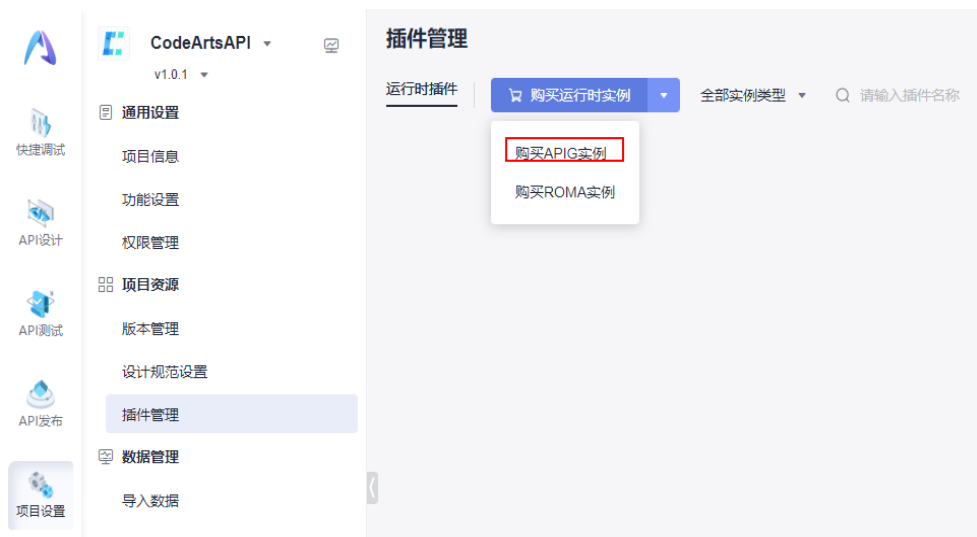 快捷调试
API设计
API测试
API发布
项目设置
CodeArtsAPI
v1.0.1
通用设置
项目信息
功能设置
权限管理
项目资源
版本管理
设计规范设置
插件管理
数据管理
导入数据
插件管理
运行时插件
购买运行时实例
全部实例类型
请输入插件名称
购买APIG实例
购买ROMA实例